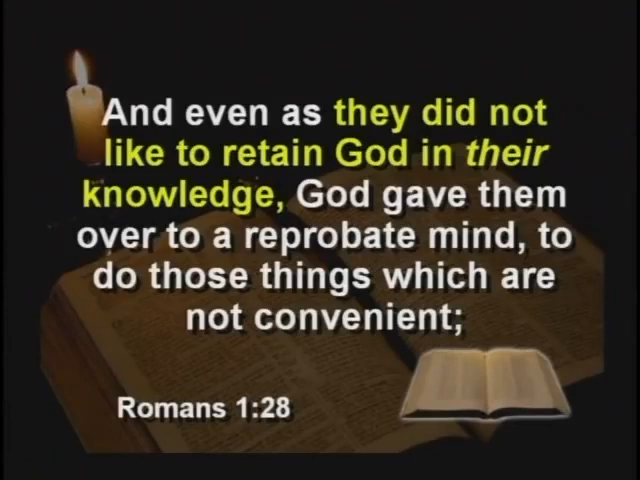 And even as they did not
like to retain God in their
knowledge, God gave them
over to a reprobate mind, to
do those things which are
not convenient;
Romans 1:28